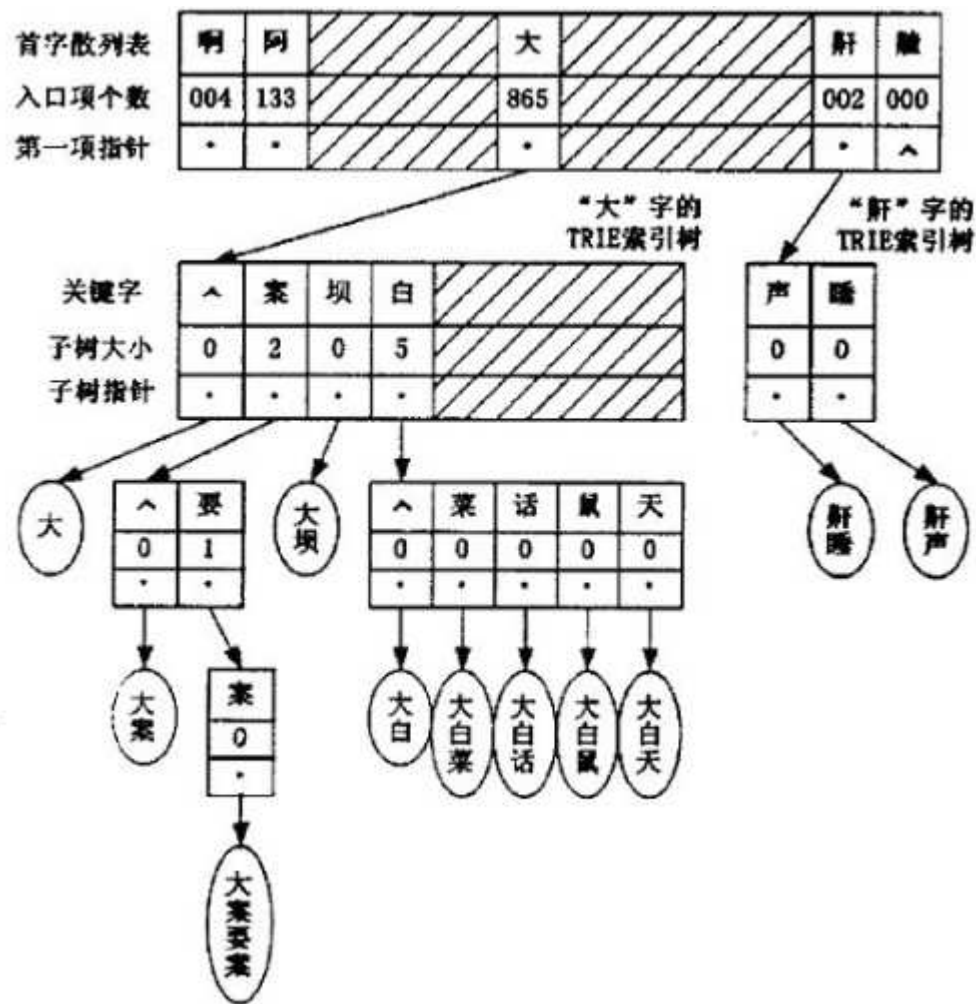 首字散列表 啊 阿 大 鼾
入口项个数 004 133 865 002 000
第一项指针 · · · · ^
“大”字的
TRIE索引树
“鼾”字的
TRIE索引树
关键字 ^ 案 坝 白
子树大小 0 2 0 5
子树指针 · · · ·
声 睡
0 0
· ·
大
^ 要
0 1
· ·
大坝
^ 菜 话 鼠 天
0 0 0 0 0
· · · · ·
鼾睡
鼾声
大案
案
0
·
大白
大白菜
大白话
大白鼠
大白天
大案要案